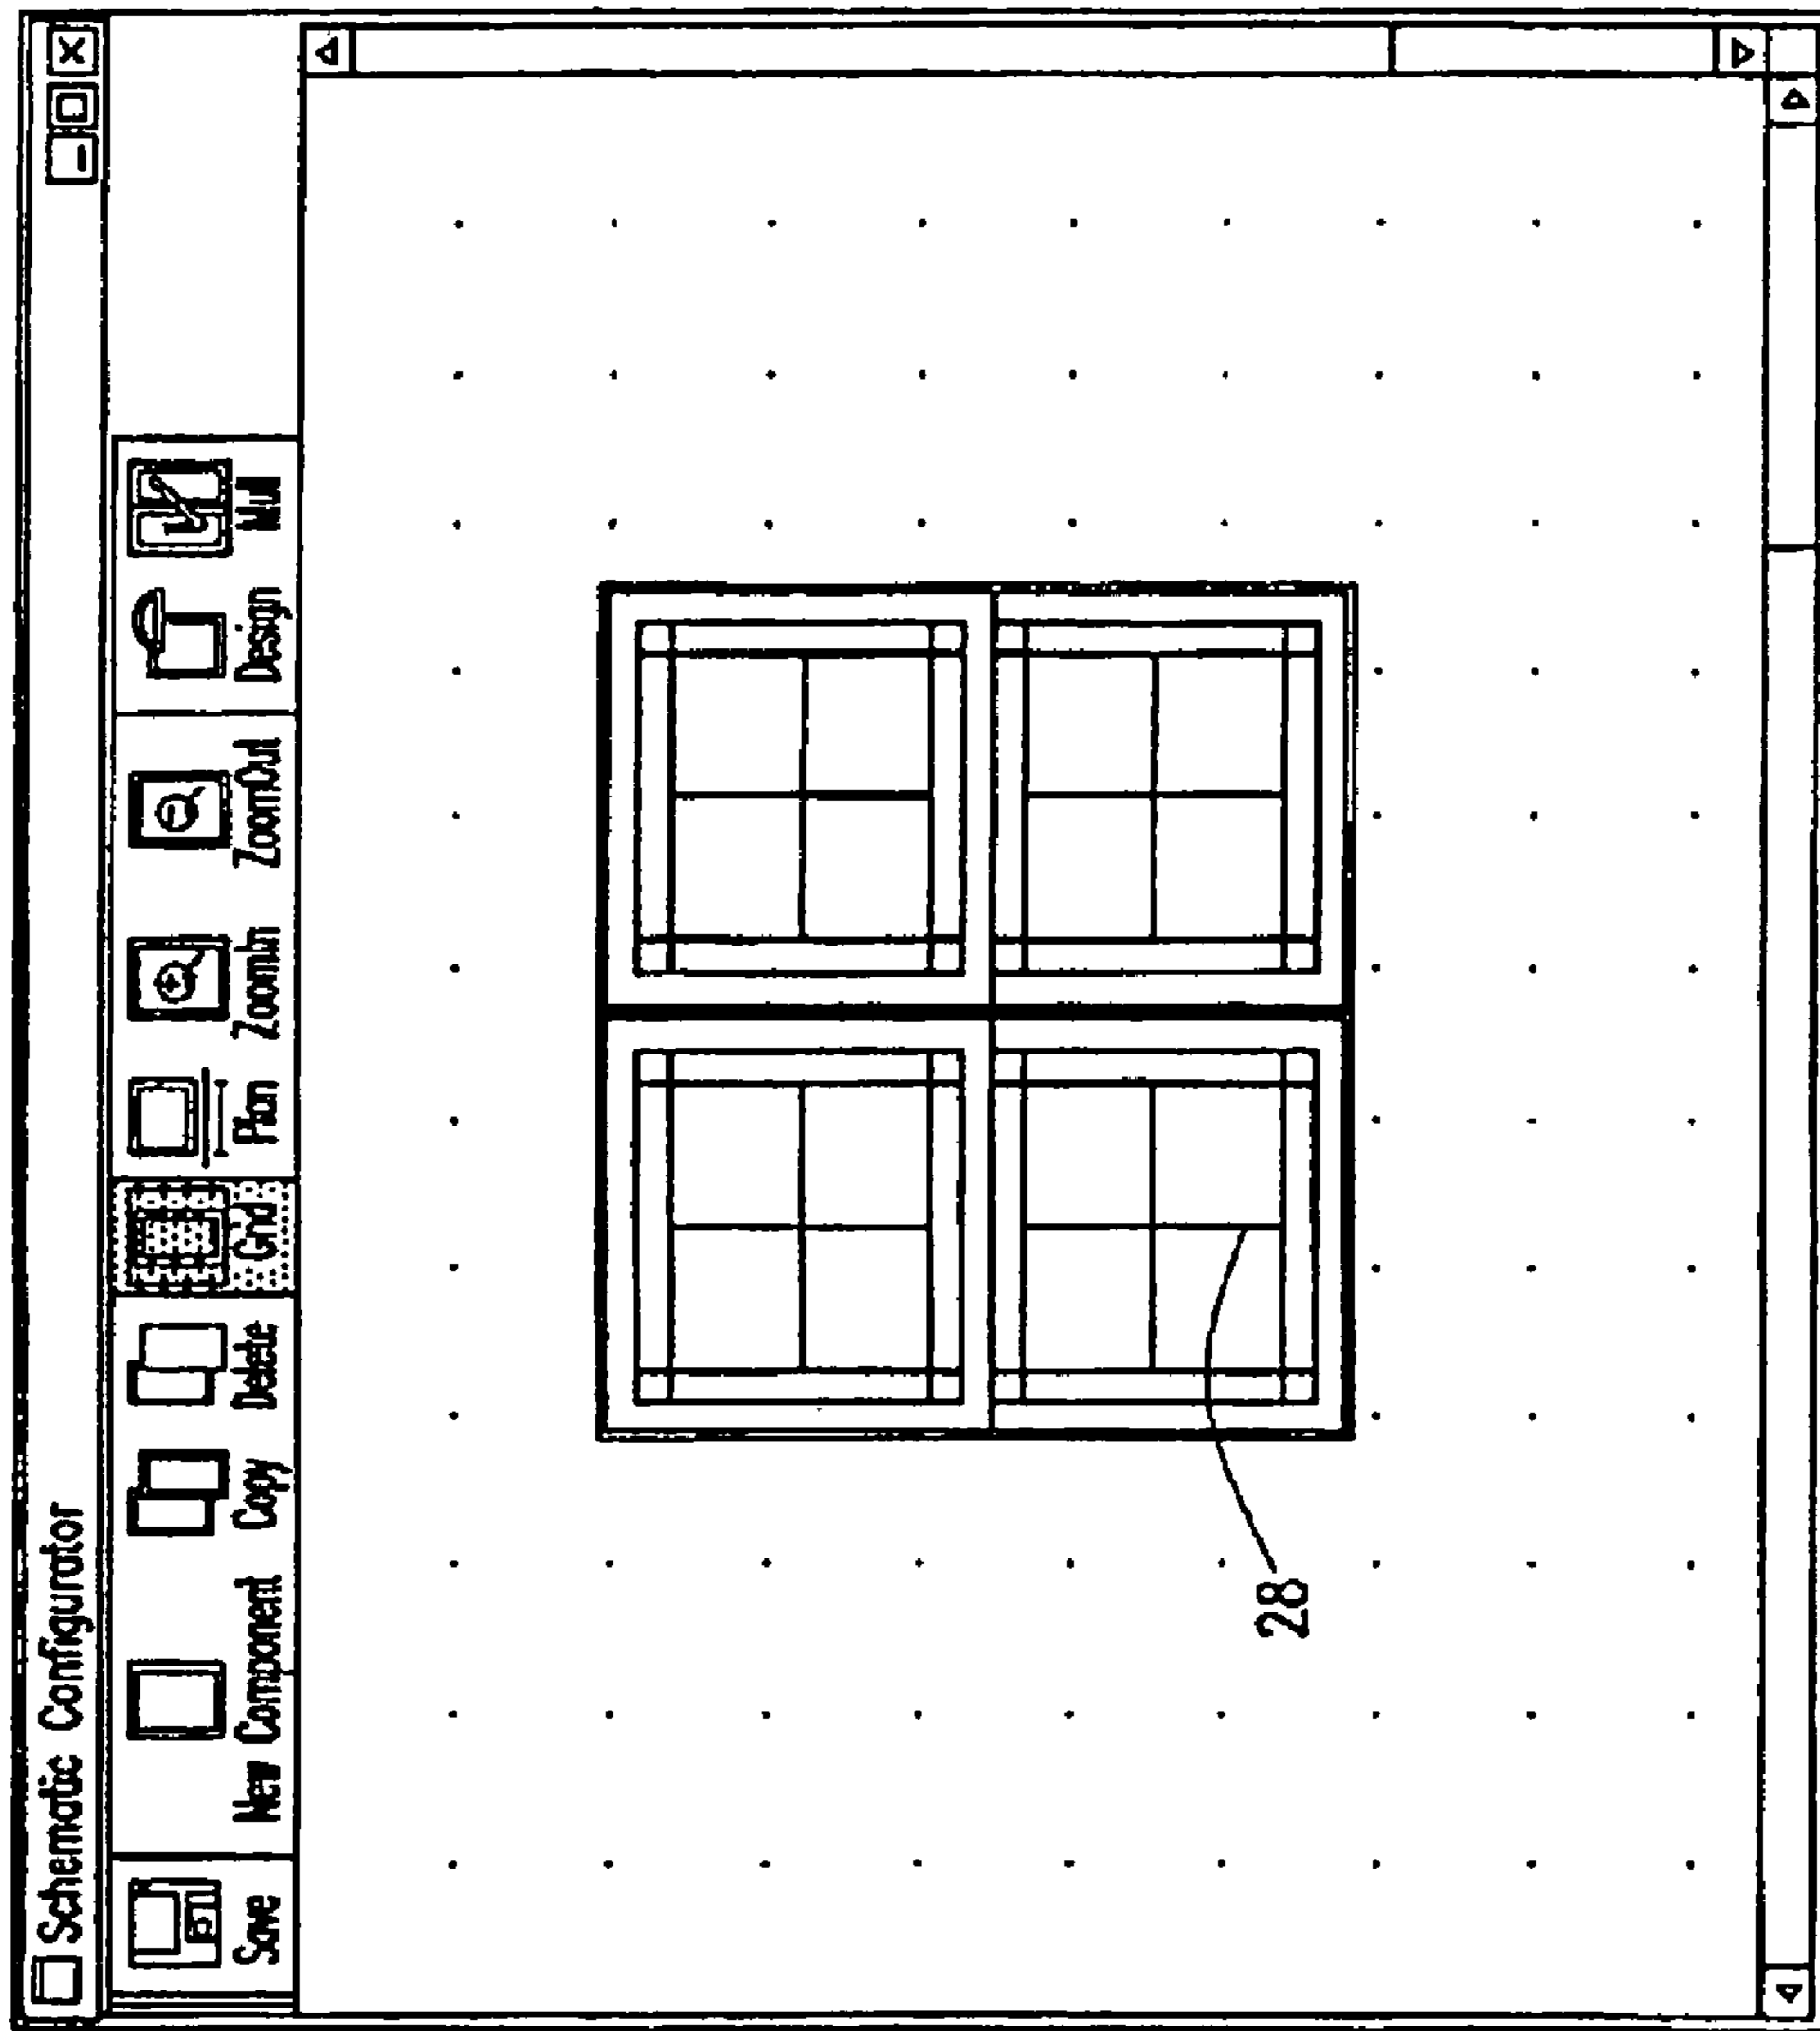 Schematic Configurator
Save New Component Copy Delete Grid Plan ZoomIn ZoomOut Design Mull
28